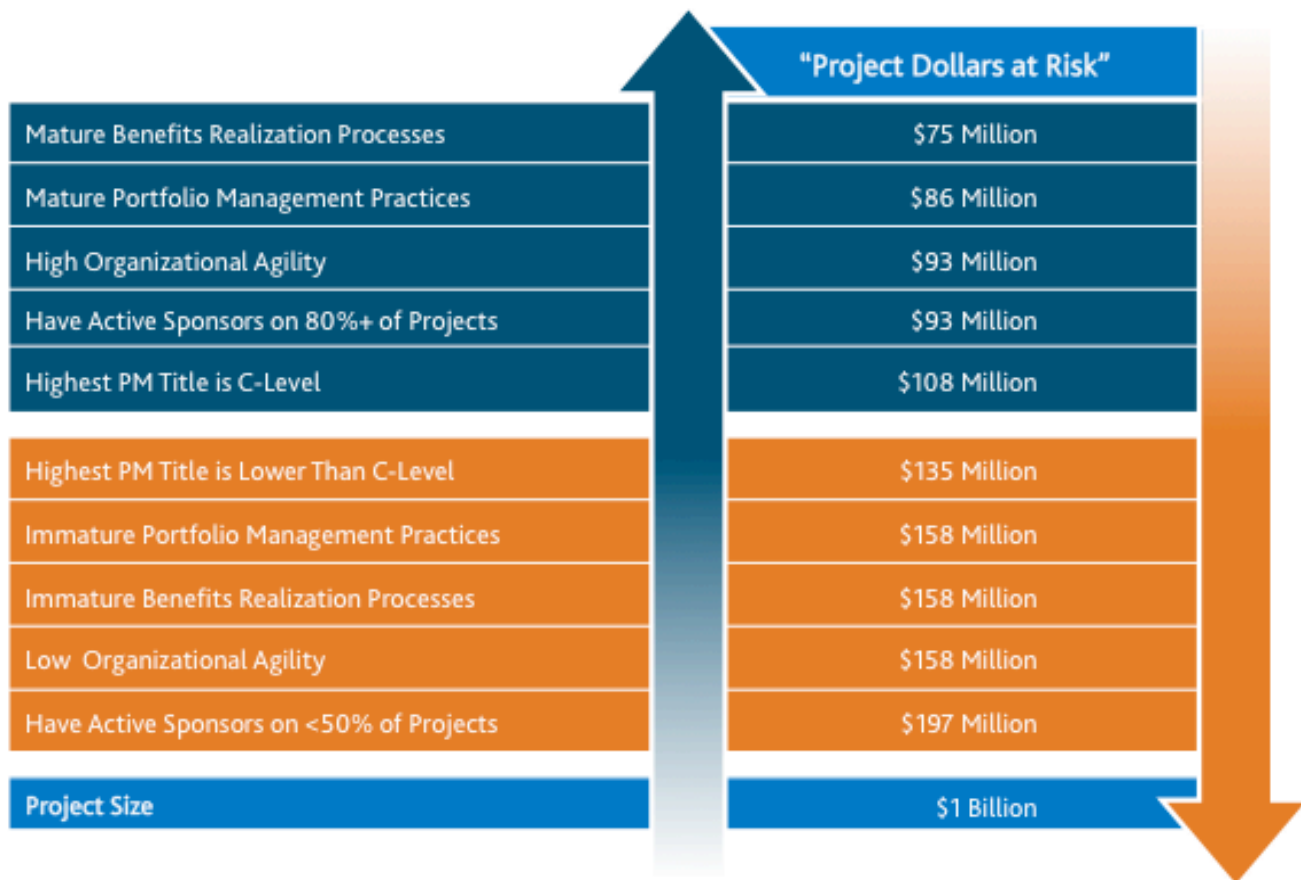 “Project Dollars at Risk”
Mature Benefits Realization Processes $75 Million
Mature Portfolio Management Practices $86 Million
High Organizational Agility $93 Million
Have Active Sponsors on 80%+ of Projects $93 Million
Highest PM Title is C-Level $108 Million
Highest PM Title is Lower Than C-Level $135 Million
Immature Portfolio Management Practices $158 Million
Immature Benefits Realization Processes $158 Million
Low Organizational Agility $158 Million
Have Active Sponsors on <50% of Projects $197 Million
Project Size $1 Billion